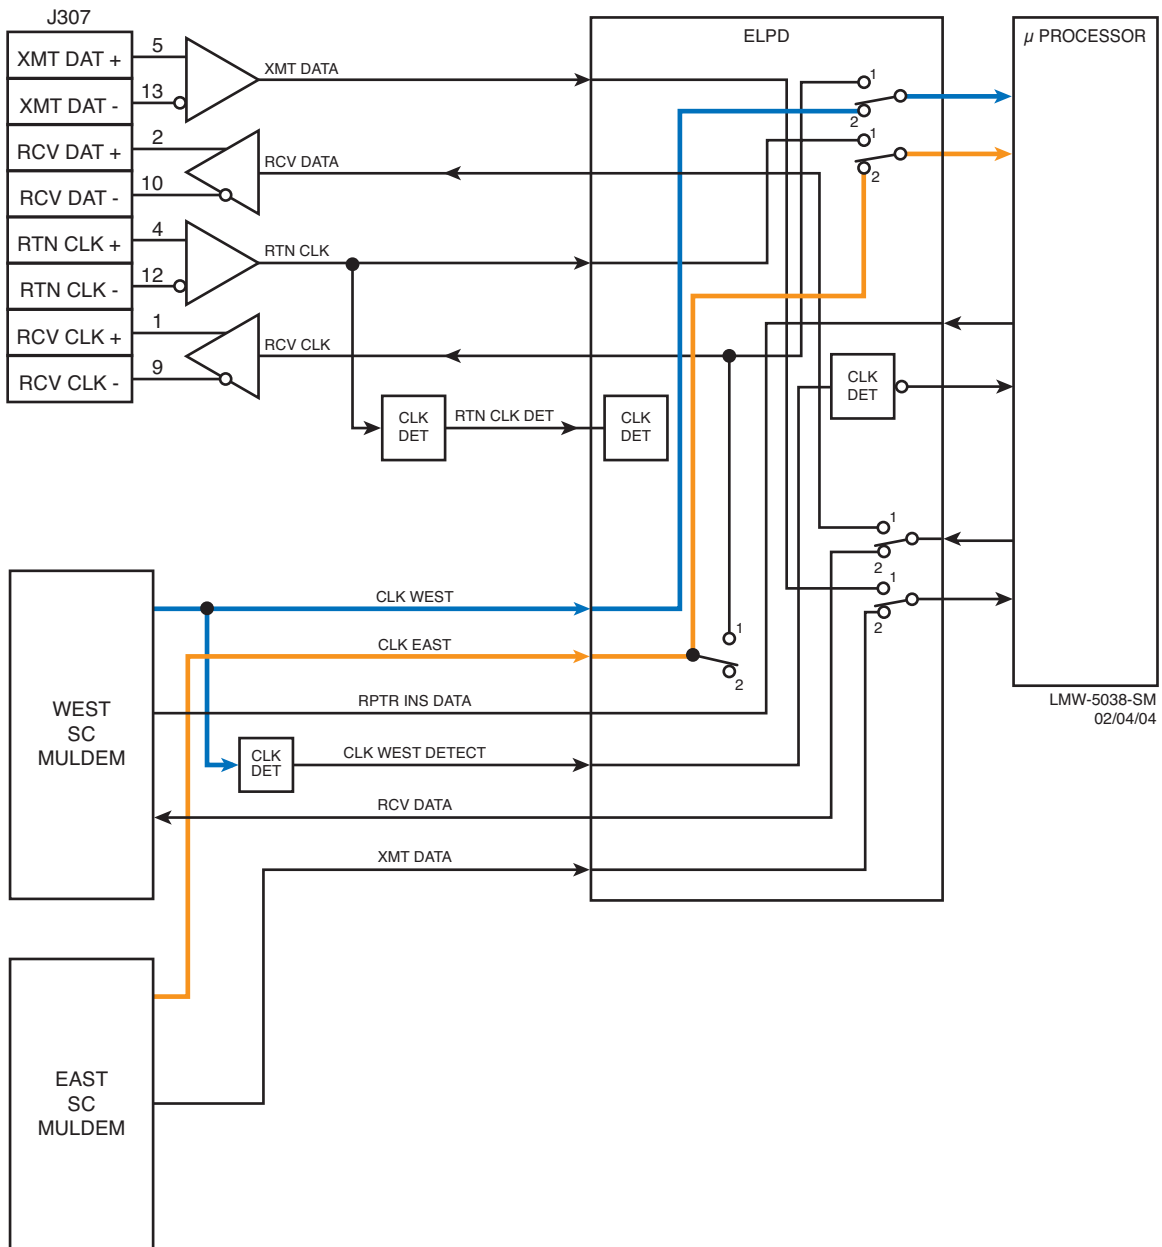 J307
XMT DAT +
5
XMT DAT -
13
RCV DAT +
2
RCV DAT -
10
RTN CLK +
4
RTN CLK -
12
RCV CLK +
1
RCV CLK -
9
XMT DATA
RCV DATA
RTN CLK
RCV CLK
CLK
DET
RTN CLK DET
CLK
DET
ELPD
1
2
1
2
CLK
DET
1
2
1
2
1
2
µ PROCESSOR
LMW-5038-SM
02/04/04
WEST
SC
MULDEM
CLK WEST
CLK EAST
RPTR INS DATA
CLK
DET
CLK WEST DETECT
RCV DATA
XMT DATA
EAST
SC
MULDEM